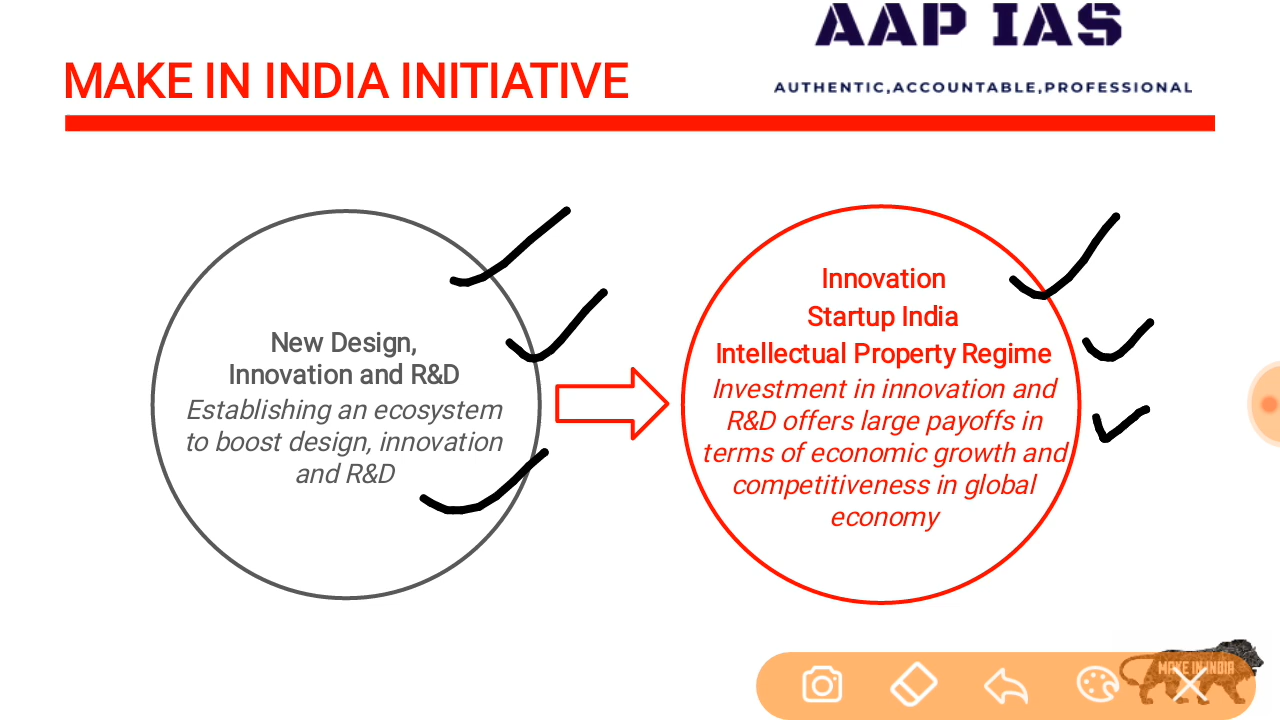 AAP IAS
AUTHENTIC,ACCOUNTABLE,PROFESSIONAL
MAKE IN INDIA INITIATIVE
New Design,
Innovation and R&D
Establishing an ecosystem
to boost design, innovation
and R&D
Innovation
Startup India
Intellectual Property Regime
Investment in innovation and
R&D offers large payoffs in
terms of economic growth and
competitiveness in global
economy
MAKE IN INDIA